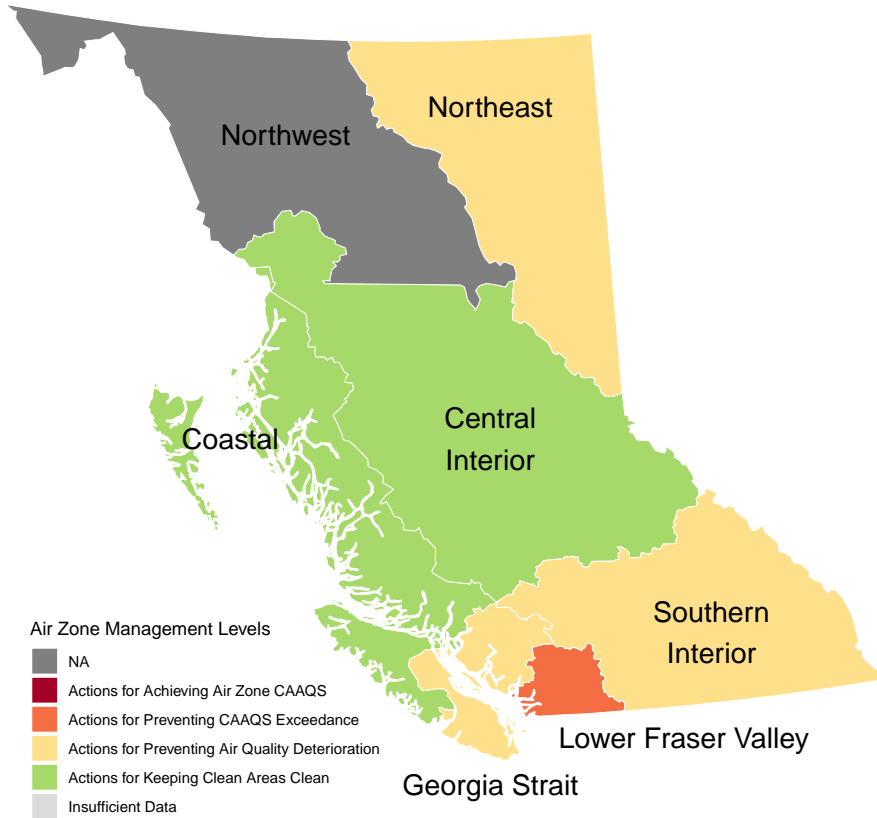 Northeast
Northwest
Central
Interior
Coastal
Southern
Interior
Lower Fraser Valley
Georgia Strait
Air Zone Management Levels
NA
Actions for Achieving Air Zone CAAQS
Actions for Preventing CAAQS Exceedance
Actions for Preventing Air Quality Deterioration
Actions for Keeping Clean Areas Clean
Insufficient Data